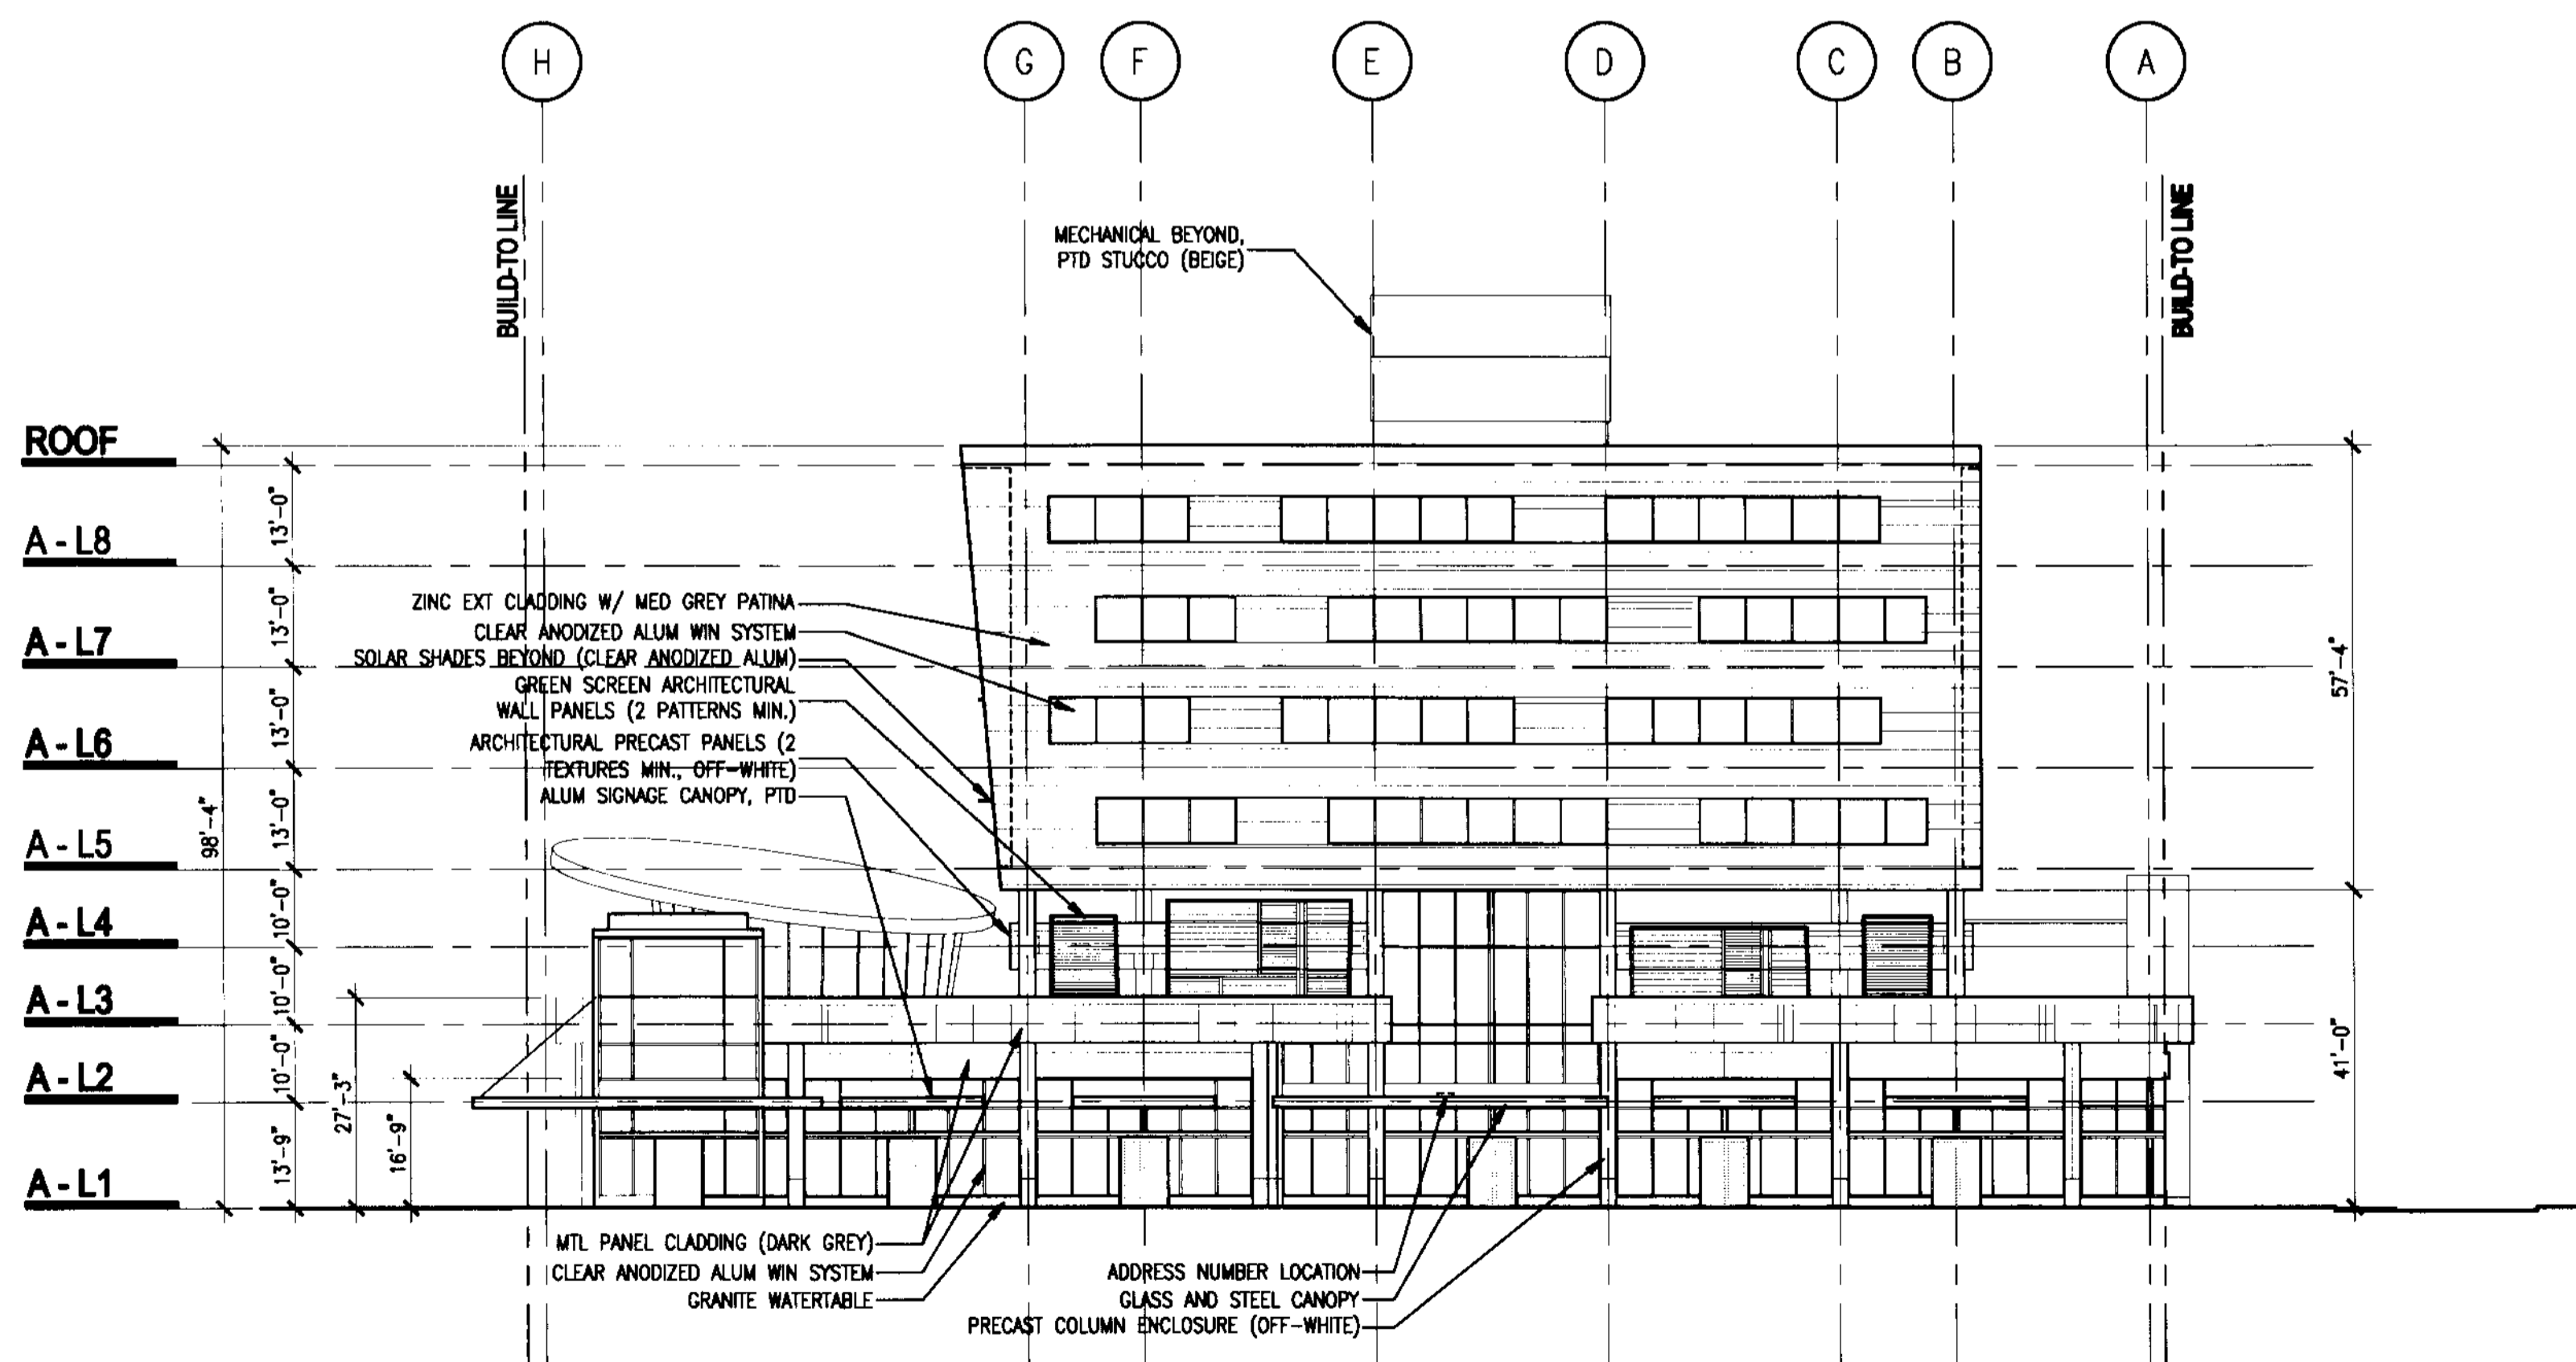 H
G
F
E
D
C
B
A
BUILD-TO LINE
BUILD-TO LINE
MECHANICAL BEYOND,
PTD STUCCO (BEIGE)
ROOF
13'-0"
A - L8
13'-0"
A - L7
13'-0"
A - L6
13'-0"
A - L5
10'-0"
A - L4
10'-0"
A - L3
10'-0"
A - L2
13'-9"
A - L1
98'-4"
27'-3"
16'-9"
57'-4"
41'-0"
ZINC EXT CLADDING W/ MED GREY PATINA
CLEAR ANODIZED ALUM WIN SYSTEM
SOLAR SHADES BEYOND (CLEAR ANODIZED ALUM)
GREEN SCREEN ARCHITECTURAL
WALL PANELS (2 PATTERNS MIN.)
ARCHITECTURAL PRECAST PANELS (2
TEXTURES MIN., OFF-WHITE)
ALUM SIGNAGE CANOPY, PTD
MTL PANEL CLADDING (DARK GREY)
CLEAR ANODIZED ALUM WIN SYSTEM
GRANITE WATERTABLE
ADDRESS NUMBER LOCATION
GLASS AND STEEL CANOPY
PRECAST COLUMN ENCLOSURE (OFF-WHITE)